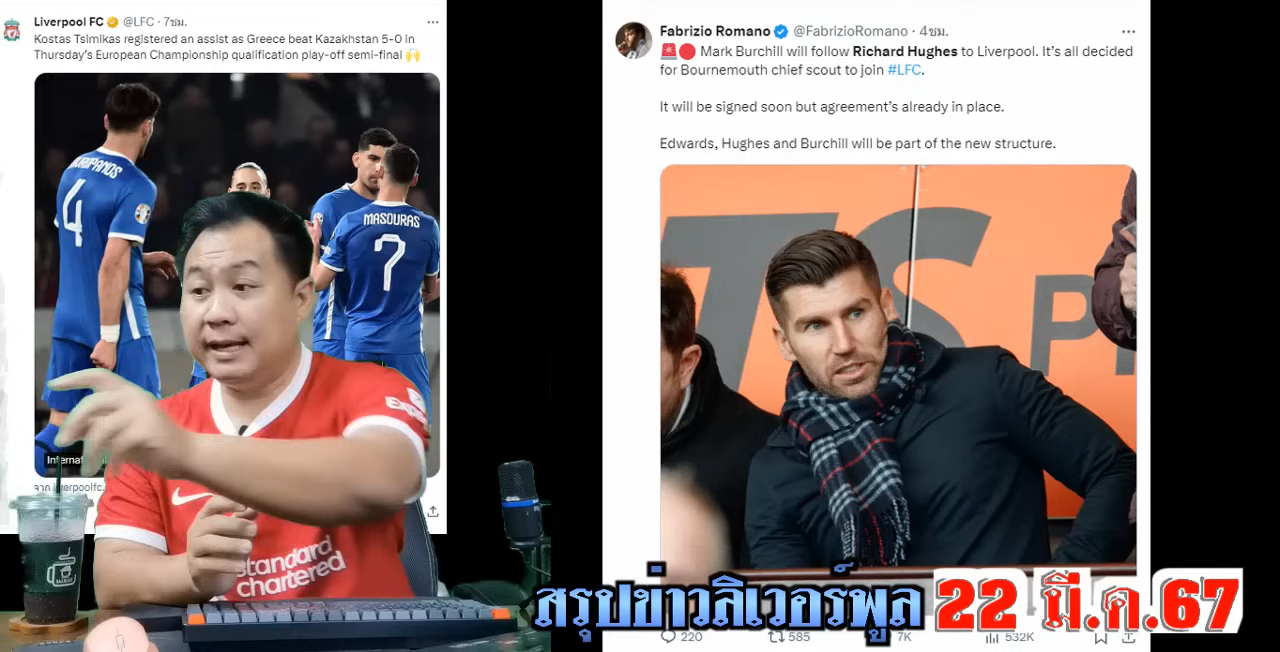 Liverpool FC @LFC · 7ชม.
Kostas Tsimikas registered an assist as Greece beat Kazakhstan 5-0 in
Thursday's European Championship qualification play-off semi-final 🙌
4
MASOURAS
7
standard
chartered
จาก liverpoolfc.
Fabrizio Romano @FabrizioRomano · 4ชม.
🚨🔴 Mark Burchill will follow Richard Hughes to Liverpool. It's all decided
for Bournemouth chief scout to join #LFC.
It will be signed soon but agreement's already in place.
Edwards, Hughes and Burchill will be part of the new structure.
TS P
220 585 7K 532K
สรุปข่าวลิเวอร์พูล 22 มี.ค.67